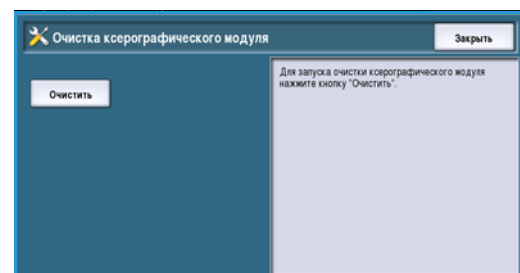 Очистка ксерографического модуля
Закрыть
Очистить
Для запуска очистки ксерографического модуля
нажмите кнопку "Очистить".